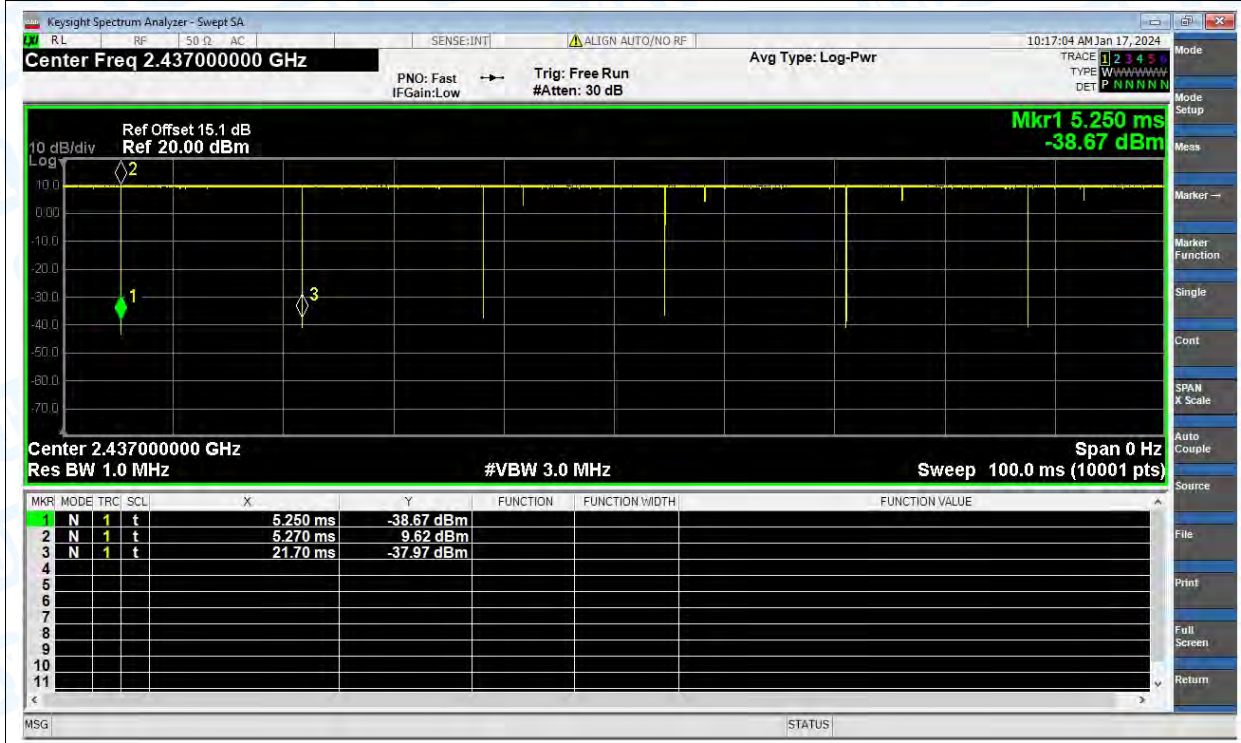 Keysight Spectrum Analyzer - Swept SA
LXI RL RF 50 Ω AC SENSE:INT ALIGN AUTO/NO RF 10:17:04 AM Jan 17, 2024
Center Freq 2.437000000 GHz
PNO: Fast
IFGain:Low
Trig: Free Run
#Atten: 30 dB
Avg Type: Log-Pwr
TRACE 1 2 3 4 5 6
TYPE WWWWWW
DET P N N N N N
Ref Offset 15.1 dB
10 dB/div Ref 20.00 dBm
Log
Mkr1 5.250 ms
-38.67 dBm
2
10.0
0.00
-10.0
-20.0
-30.0
1
3
-40.0
-50.0
-60.0
-70.0
Center 2.437000000 GHz Span 0 Hz
Res BW 1.0 MHz #VBW 3.0 MHz Sweep 100.0 ms (10001 pts)
MKR MODE TRC SCL X Y FUNCTION FUNCTION WIDTH FUNCTION VALUE
1 N 1 t 5.250 ms -38.67 dBm
2 N 1 t 5.270 ms 9.62 dBm
3 N 1 t 21.70 ms -37.97 dBm
4
5
6
7
8
9
10
11
MSG STATUS
Mode
Mode
Setup
Meas
Marker →
Marker
Function
Single
Cont
SPAN
X Scale
Auto
Couple
Source
File
Print
Full
Screen
Return